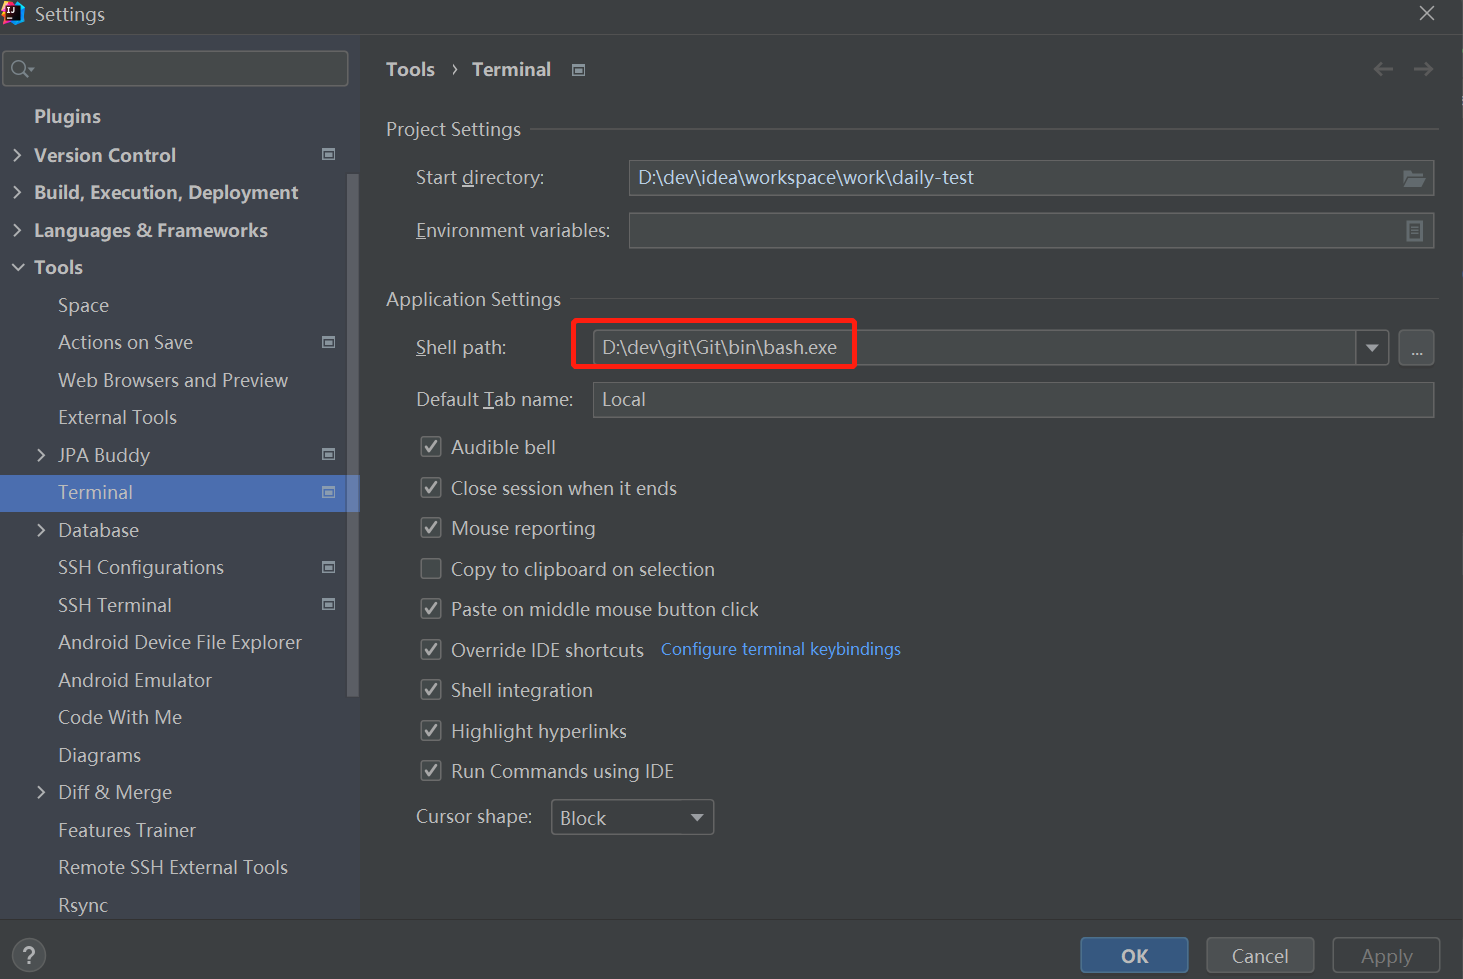 Settings
Plugins
Version Control
Build, Execution, Deployment
Languages & Frameworks
Tools
Space
Actions on Save
Web Browsers and Preview
External Tools
JPA Buddy
Terminal
Database
SSH Configurations
SSH Terminal
Android Device File Explorer
Android Emulator
Code With Me
Diagrams
Diff & Merge
Features Trainer
Remote SSH External Tools
Rsync
Tools › Terminal
Project Settings
Start directory: D:\dev\idea\workspace\work\daily-test
Environment variables:
Application Settings
Shell path: D:\dev\git\Git\bin\bash.exe ...
Default Tab name: Local
Audible bell
Close session when it ends
Mouse reporting
Copy to clipboard on selection
Paste on middle mouse button click
Override IDE shortcuts Configure terminal keybindings
Shell integration
Highlight hyperlinks
Run Commands using IDE
Cursor shape: Block
? OK Cancel Apply